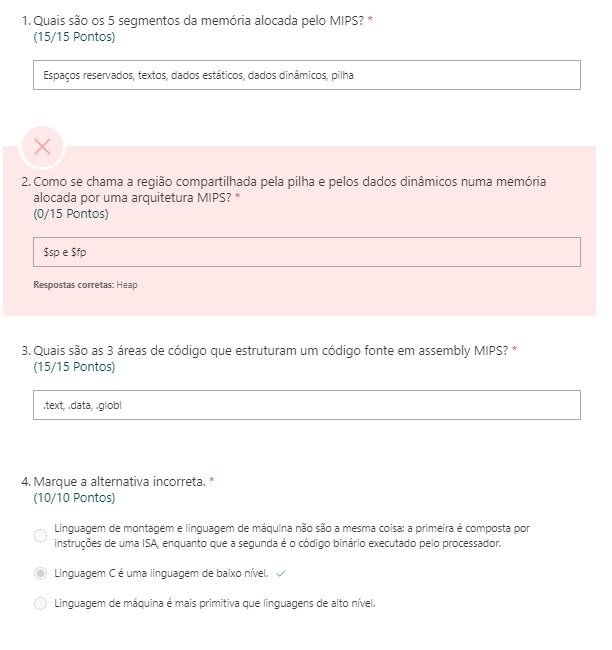 1. Quais são os 5 segmentos da memória alocada pelo MIPS? *
(15/15 Pontos)
Espaços reservados, textos, dados estáticos, dados dinâmicos, pilha
2. Como se chama a região compartilhada pela pilha e pelos dados dinâmicos numa memória
alocada por uma arquitetura MIPS? *
(0/15 Pontos)
$sp e $fp
Respostas corretas: Heap
3. Quais são as 3 áreas de código que estruturam um código fonte em assembly MIPS? *
(15/15 Pontos)
.text, .data, .globl
4. Marque a alternativa incorreta. *
(10/10 Pontos)
Linguagem de montagem e linguagem de máquina não são a mesma coisa: a primeira é composta por
instruções de uma ISA, enquanto que a segunda é o código binário executado pelo processador.
Linguagem C é uma linguagem de baixo nível.
Linguagem de máquina é mais primitiva que linguagens de alto nível.